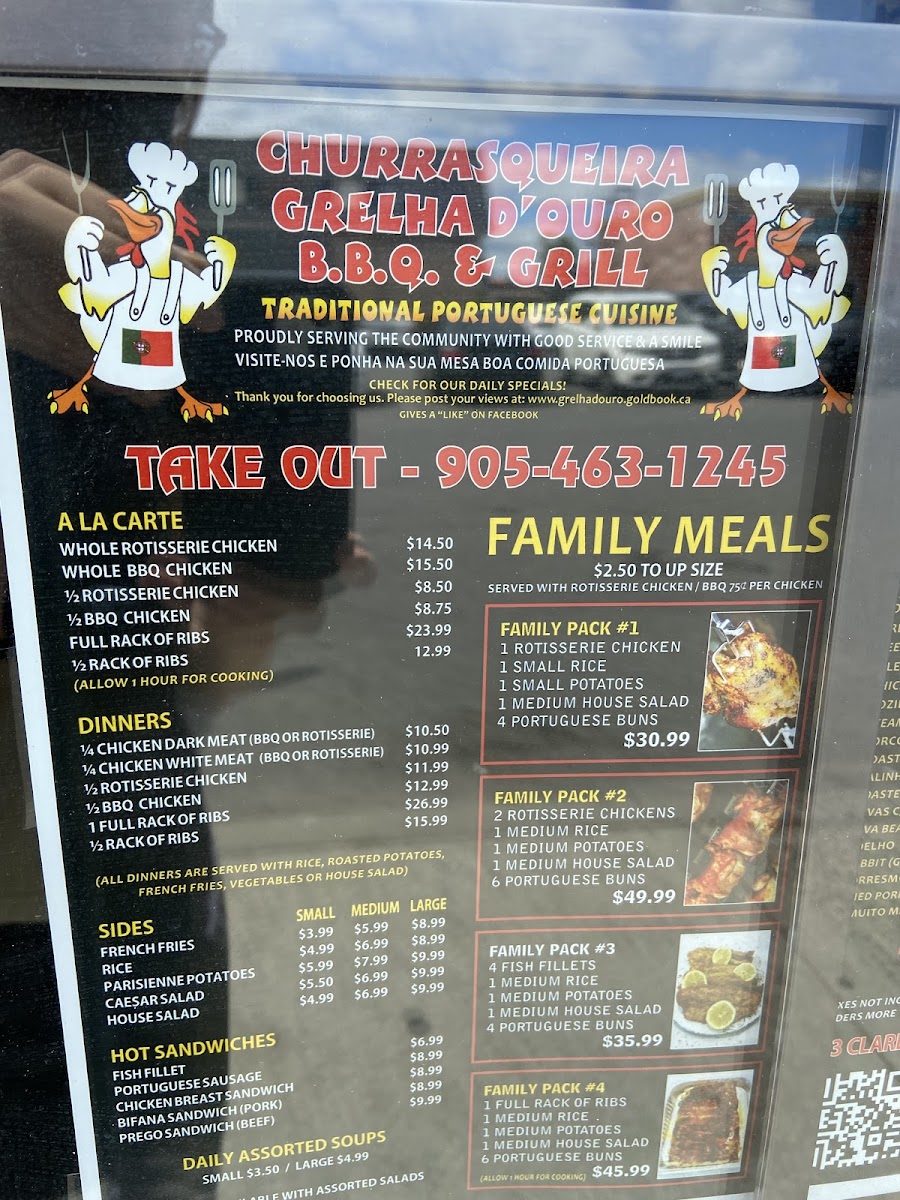 CHURRASQUEIRA
GRELHA D'OURO
B.B.Q. & GRILL
TRADITIONAL PORTUGUESE CUISINE
PROUDLY SERVING THE COMMUNITY WITH GOOD SERVICE & A SMILE
VISITE-NOS E PONHA NA SUA MESA BOA COMIDA PORTUGUESA
CHECK FOR OUR DAILY SPECIALS!
Thank you for choosing us. Please post your views at: www.grelhadouro.goldbook.ca
GIVES A "LIKE" ON FACEBOOK
TAKE OUT - 905-463-1245
A LA CARTE
WHOLE ROTISSERIE CHICKEN $14.50
WHOLE BBQ CHICKEN $15.50
½ ROTISSERIE CHICKEN $8.50
½ BBQ CHICKEN $8.75
FULL RACK OF RIBS $23.99
½ RACK OF RIBS 12.99
(ALLOW 1 HOUR FOR COOKING)
DINNERS
¼ CHICKEN DARK MEAT (BBQ OR ROTISSERIE) $10.50
¼ CHICKEN WHITE MEAT (BBQ OR ROTISSERIE) $10.99
½ ROTISSERIE CHICKEN $11.99
½ BBQ CHICKEN $12.99
1 FULL RACK OF RIBS $26.99
½ RACK OF RIBS $15.99
(ALL DINNERS ARE SERVED WITH RICE, ROASTED POTATOES,
FRENCH FRIES, VEGETABLES OR HOUSE SALAD)
SIDES SMALL MEDIUM LARGE
FRENCH FRIES $3.99 $5.99 $8.99
RICE $4.99 $6.99 $8.99
PARISIENNE POTATOES $5.99 $7.99 $9.99
CAESAR SALAD $5.50 $6.99 $9.99
HOUSE SALAD $4.99 $6.99 $9.99
HOT SANDWICHES
FISH FILLET $6.99
PORTUGUESE SAUSAGE $8.99
CHICKEN BREAST SANDWICH $8.99
BIFANA SANDWICH (PORK) $8.99
PREGO SANDWICH (BEEF) $9.99
DAILY ASSORTED SOUPS
SMALL $3.50 / LARGE $4.99
WITH ASSORTED SALADS
FAMILY MEALS
$2.50 TO UP SIZE
SERVED WITH ROTISSERIE CHICKEN / BBQ 75¢ PER CHICKEN
FAMILY PACK #1
1 ROTISSERIE CHICKEN
1 SMALL RICE
1 SMALL POTATOES
1 MEDIUM HOUSE SALAD
4 PORTUGUESE BUNS
$30.99
FAMILY PACK #2
2 ROTISSERIE CHICKENS
1 MEDIUM RICE
1 MEDIUM POTATOES
1 MEDIUM HOUSE SALAD
6 PORTUGUESE BUNS
$49.99
FAMILY PACK #3
4 FISH FILLETS
1 MEDIUM RICE
1 MEDIUM POTATOES
1 MEDIUM HOUSE SALAD
4 PORTUGUESE BUNS
$35.99
FAMILY PACK #4
1 FULL RACK OF RIBS
1 MEDIUM RICE
1 MEDIUM POTATOES
1 MEDIUM HOUSE SALAD
6 PORTUGUESE BUNS
(ALLOW 1 HOUR FOR COOKING) $45.99